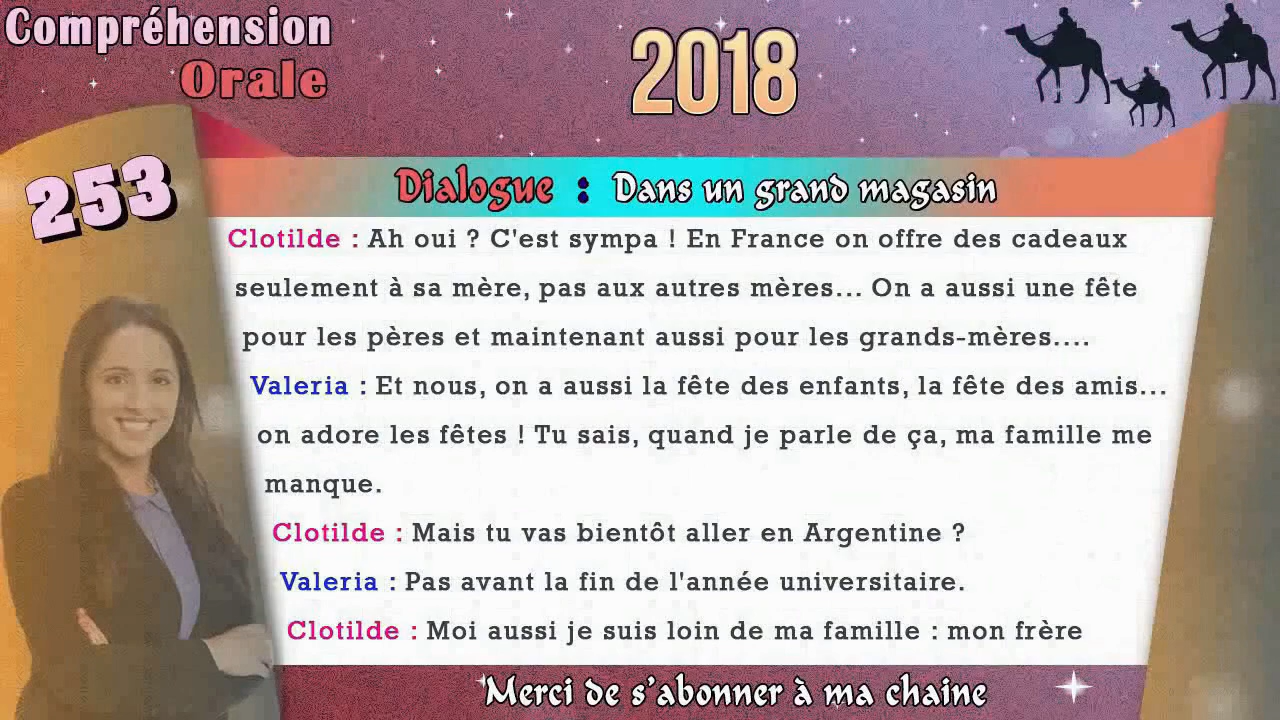 Compréhension
Orale
2018
253
Dialogue : Dans un grand magasin
Clotilde : Ah oui ? C'est sympa ! En France on offre des cadeaux
seulement à sa mère, pas aux autres mères... On a aussi une fête
pour les pères et maintenant aussi pour les grands-mères....
Valeria : Et nous, on a aussi la fête des enfants, la fête des amis...
on adore les fêtes ! Tu sais, quand je parle de ça, ma famille me
manque.
Clotilde : Mais tu vas bientôt aller en Argentine ?
Valeria : Pas avant la fin de l'année universitaire.
Clotilde : Moi aussi je suis loin de ma famille : mon frère
Merci de s'abonner à ma chaine